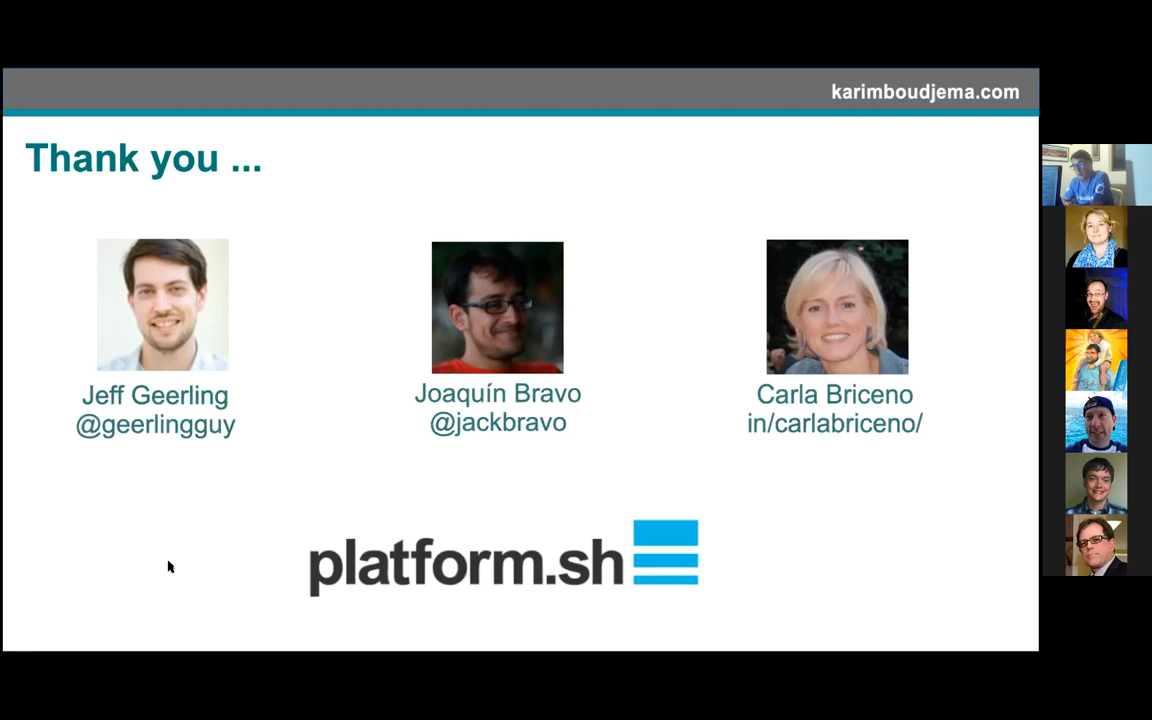 karimboudjema.com
Thank you ...
Jeff Geerling
@geerlingguy
Joaquín Bravo
@jackbravo
Carla Briceno
in/carlabriceno/
platform.sh